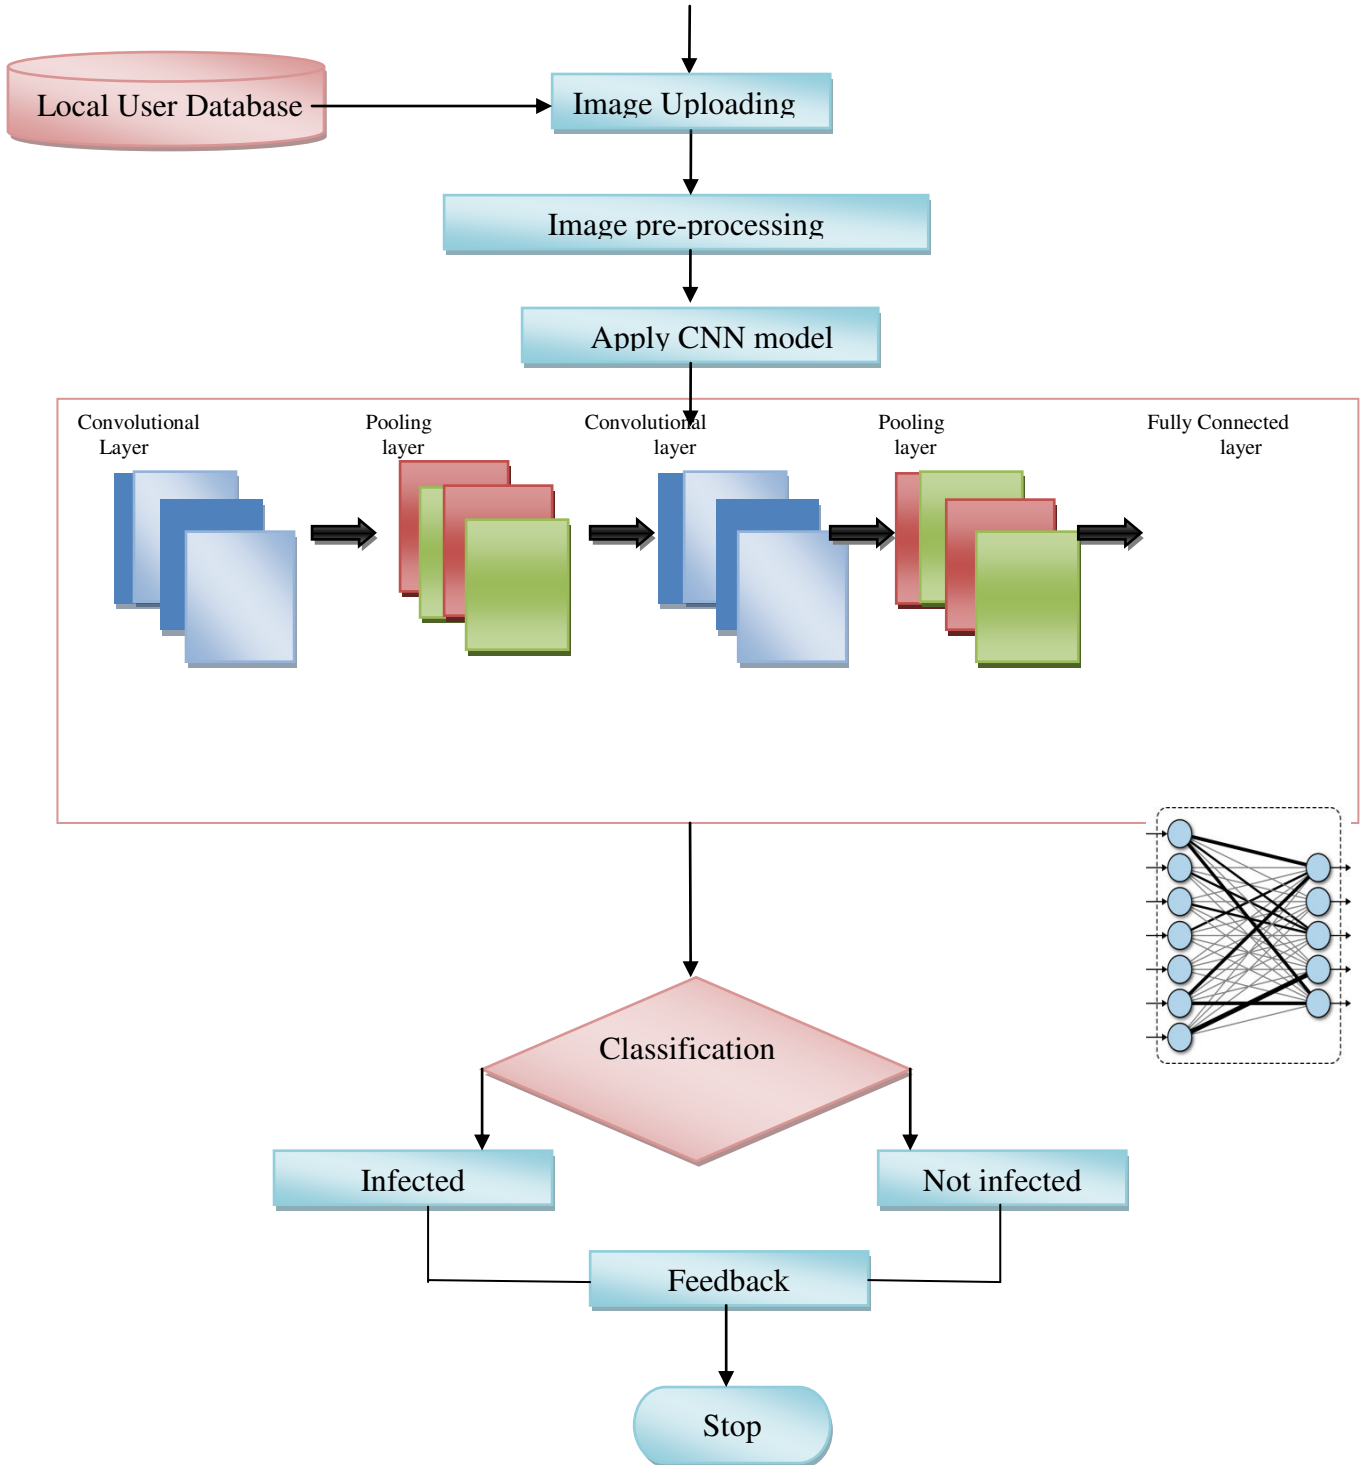 Local User Database
Image Uploading
Image pre-processing
Apply CNN model
Convolutional
Layer
Pooling
layer
Convolutional
layer
Pooling
layer
Fully Connected
layer
Classification
Infected
Not infected
Feedback
Stop